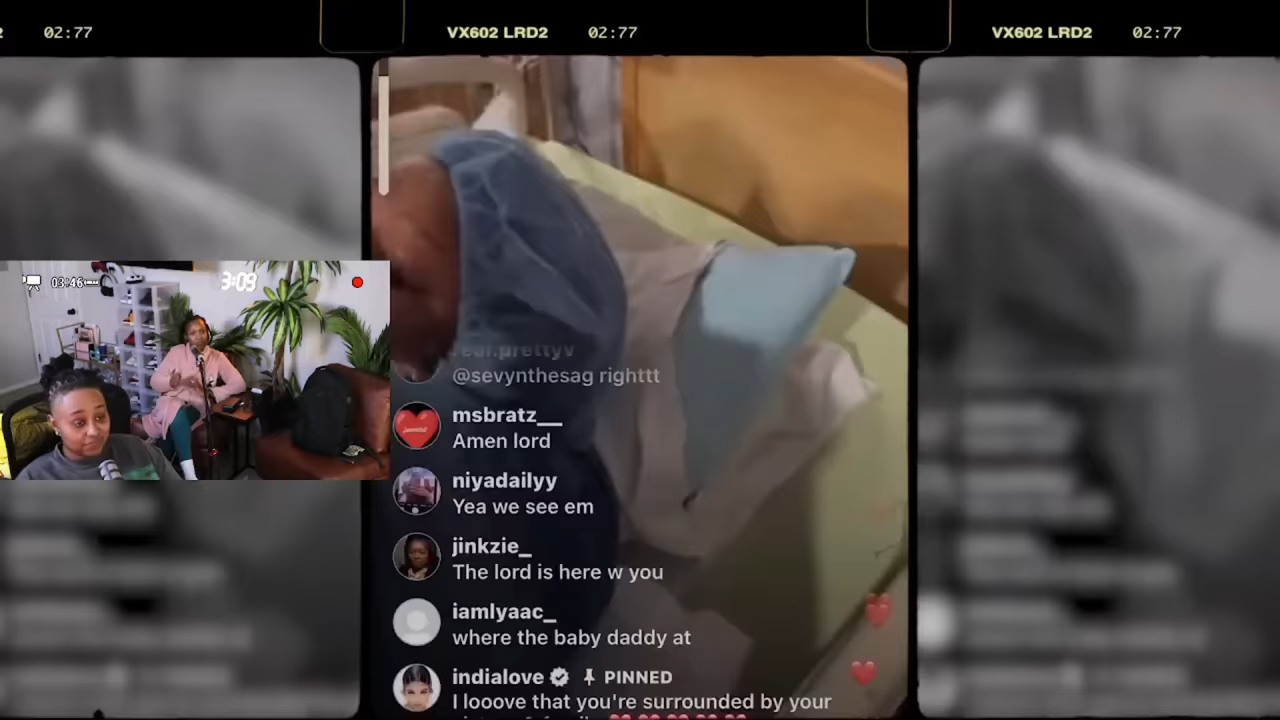 02:77
VX602 LRD2
02:77
VX602 LRD2
02:77
03:46
3:09
@sevynthesag righttt
msbratz__
Amen lord
niyadailyy
Yea we see em
jinkzie_
The lord is here w you
iamlyaac_
where the baby daddy at
indialove PINNED
I looove that you're surrounded by your